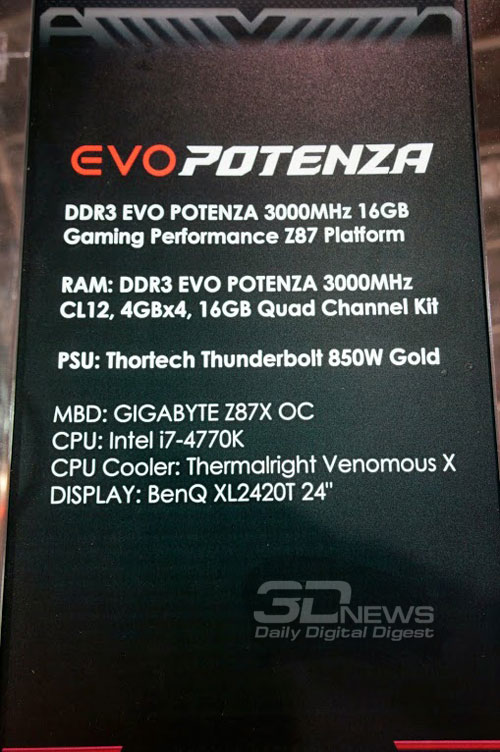 EVO POTENZA
DDR3 EVO POTENZA 3000MHz 16GB
Gaming Performance Z87 Platform
RAM: DDR3 EVO POTENZA 3000MHz
CL12, 4GBx4, 16GB Quad Channel Kit
PSU: Thortech Thunderbolt 850W Gold
MBD: GIGABYTE Z87X OC
CPU: Intel i7-4770K
CPU Cooler: Thermalright Venomous X
DISPLAY: BenQ XL2420T 24"
3DNEWS
Daily Digital Digest